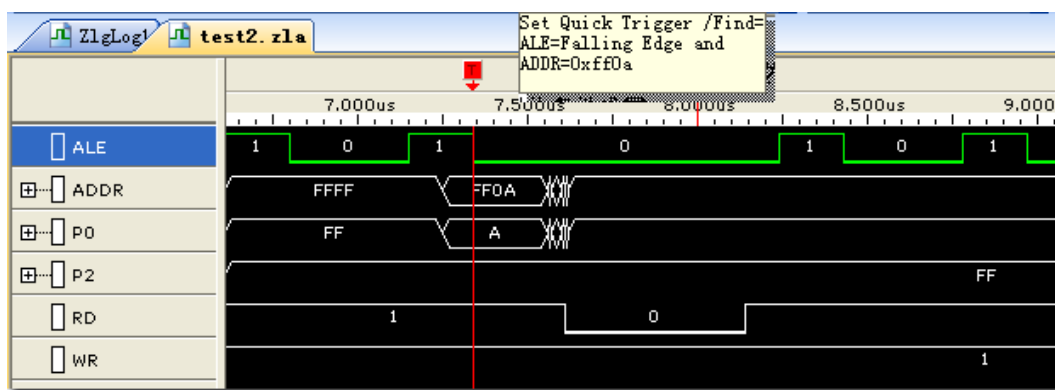 ZlgLog1 test2.zla
Set Quick Trigger /Find=
ALE=Falling Edge and
ADDR=0xff0a
T
7.000us 7.500us 8.000us 8.500us 9.000
ALE 1 0 1 0 1 0 1
ADDR FFFF FF0A
P0 FF A
P2 FF
RD 1 0
WR 1